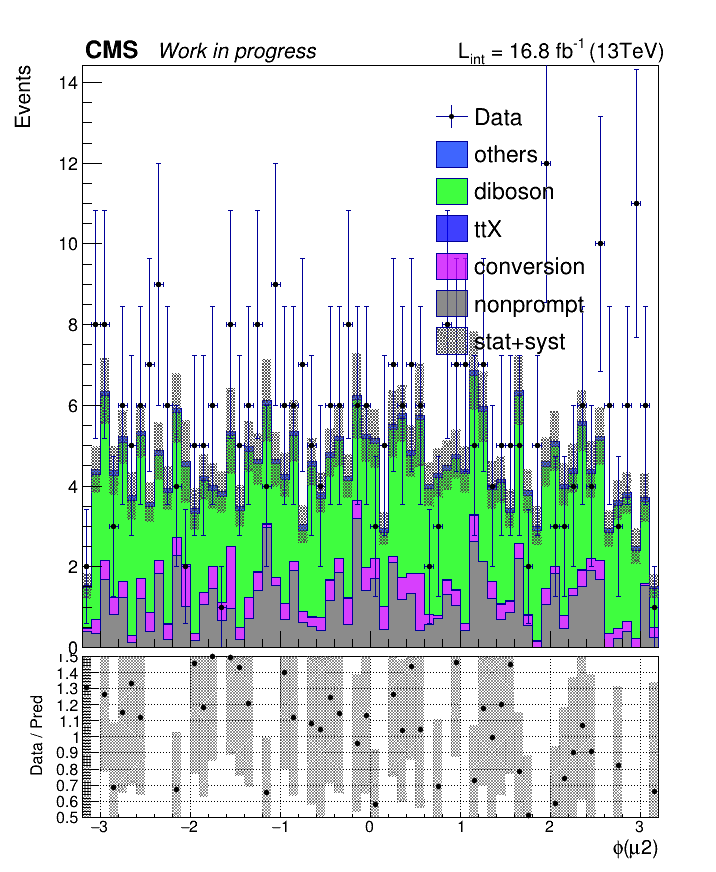 CMS Work in progress L_int = 16.8 fb^-1 (13TeV)
Events
14
12
10
8
6
4
2
0
Data
others
diboson
ttX
conversion
nonprompt
stat+syst
Data / Pred
1.5
1.4
1.3
1.2
1.1
1
0.9
0.8
0.7
0.6
0.5
−3 −2 −1 0 1 2 3
ϕ(μ2)